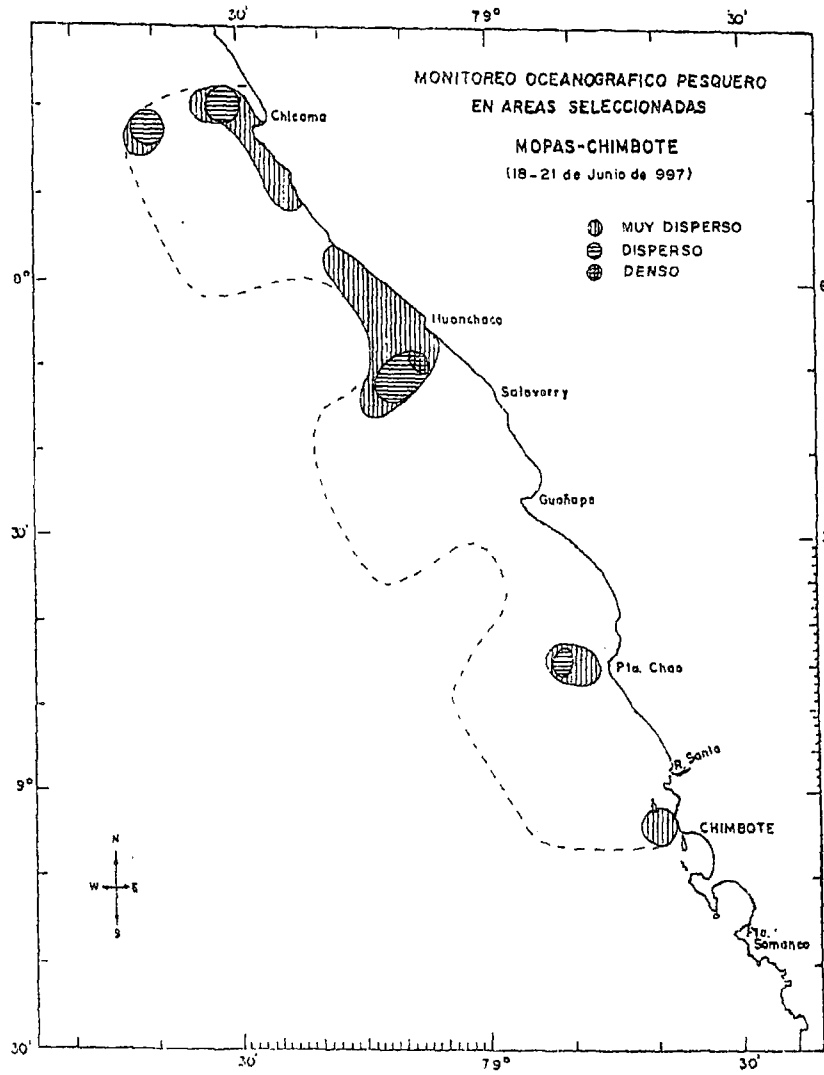 30'
79°
30'
MONITOREO OCEANOGRAFICO PESQUERO
EN AREAS SELECCIONADAS
MOPAS-CHIMBOTE
(18-21 de Junio de 997)
MUY DISPERSO
DISPERSO
DENSO
Chicama
8°
Huanchaco
Salaverry
Guañape
30'
Pta. Chao
R. Santa
9°
CHIMBOTE
N
W
E
S
Pta.
Samanco
30'
30'
79°
30'